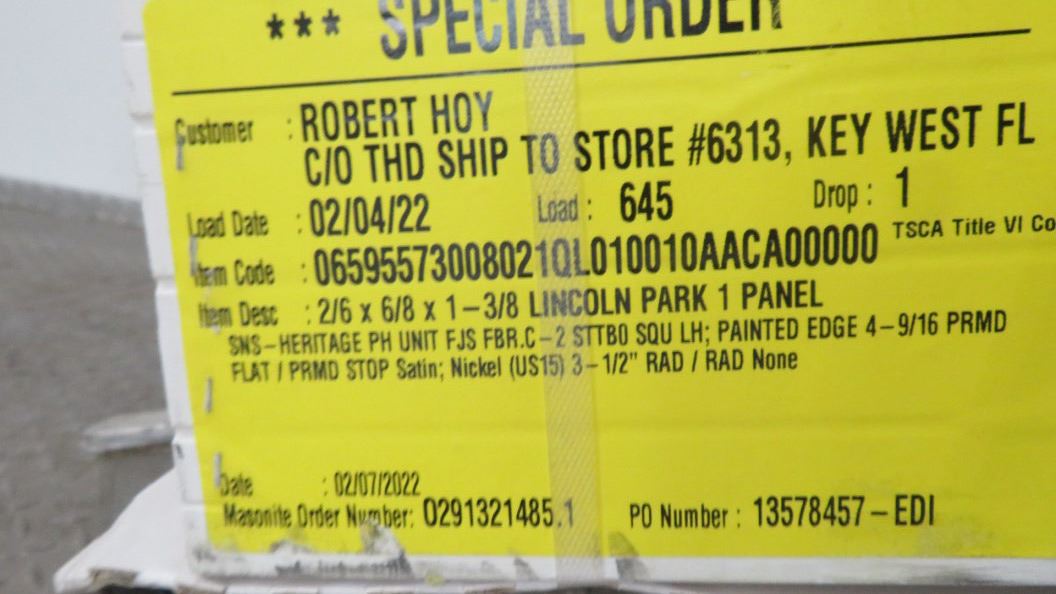 *** SPECIAL ORDER
Customer : ROBERT HOY
C/O THD SHIP TO STORE #6313, KEY WEST FL
Load Date : 02/04/22 Load : 645 Drop : 1
Item Code : 06595573008021QL010010AACA00000 TSCA Title VI Co
Item Desc : 2/6 x 6/8 x 1-3/8 LINCOLN PARK 1 PANEL
SNS-HERITAGE PH UNIT FJS FBR.C-2 STTB0 SQU LH; PAINTED EDGE 4-9/16 PRMD
FLAT / PRMD STOP Satin; Nickel (US15) 3-1/2" RAD / RAD None
Date : 02/07/2022
Masonite Order Number: 0291321485.1 PO Number : 13578457-EDI